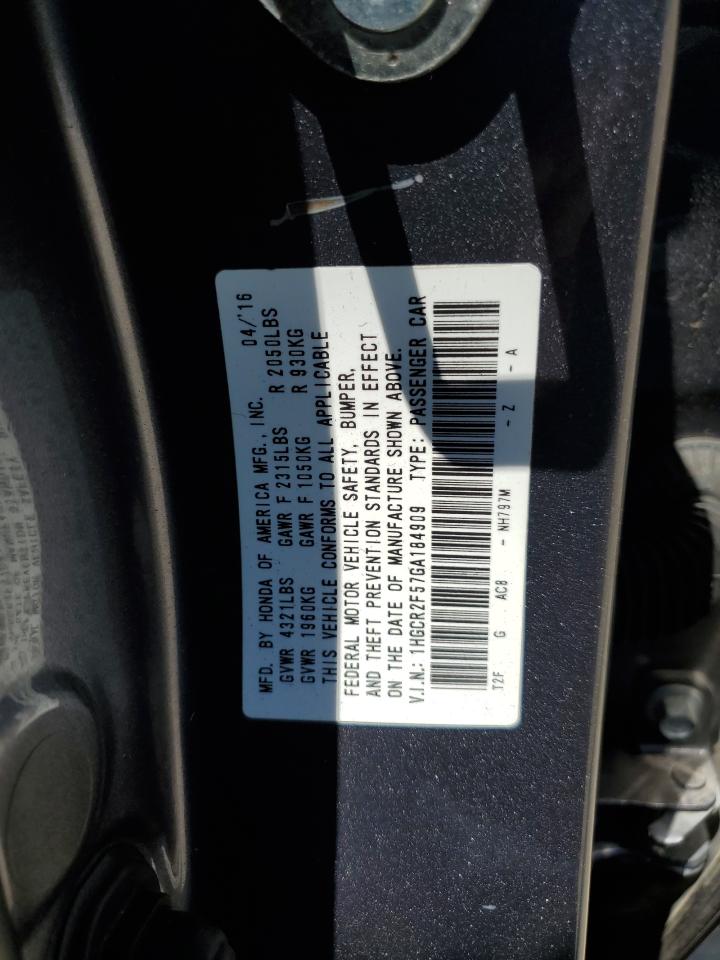 MFD. BY HONDA OF AMERICA MFG., INC. 04/'16
GVWR 4321LBS GAWR F 2315LBS R 2050LBS
GVWR 1960KG GAWR F 1050KG R 930KG
THIS VEHICLE CONFORMS TO ALL APPLICABLE
FEDERAL MOTOR VEHICLE SAFETY, BUMPER,
AND THEFT PREVENTION STANDARDS IN EFFECT
ON THE DATE OF MANUFACTURE SHOWN ABOVE.
V.I.N.: 1HGCR2F57GA184909 TYPE: PASSENGER CAR
T2F G AC8 - NH797M - Z - A